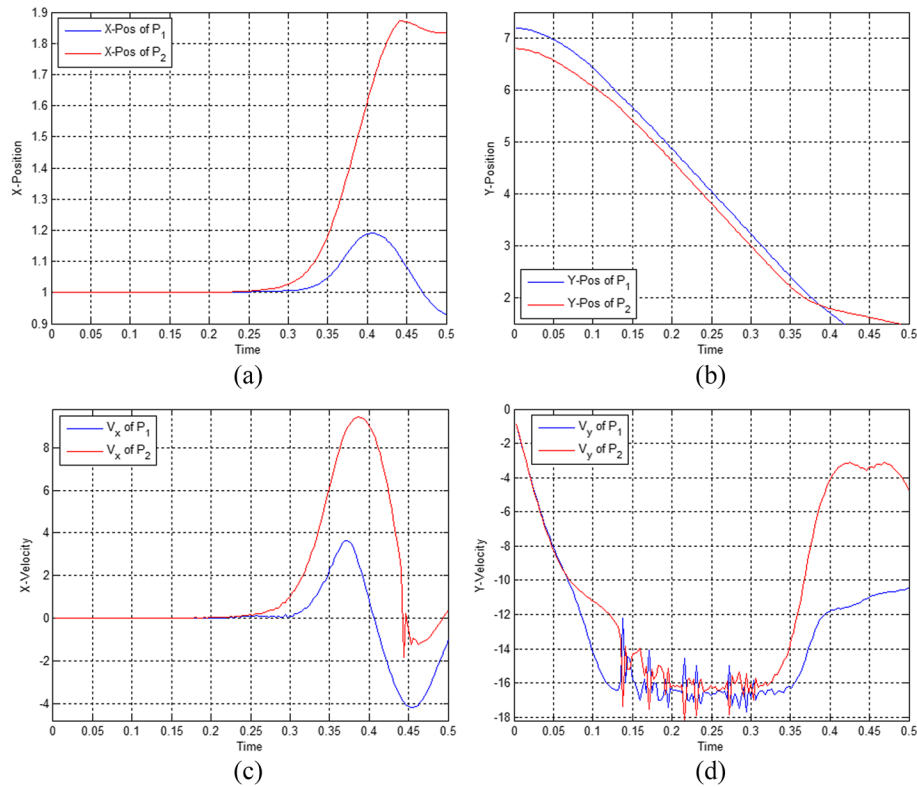 1.9
1.8
1.7
1.6
1.5
1.4
1.3
1.2
1.1
1
0.9
X-Position
X-Pos of P1
X-Pos of P2
0 0.05 0.1 0.15 0.2 0.25 0.3 0.35 0.4 0.45 0.5
Time
(a)
7
6
5
4
3
2
Y-Position
Y-Pos of P1
Y-Pos of P2
0 0.05 0.1 0.15 0.2 0.25 0.3 0.35 0.4 0.45 0.5
Time
(b)
8
6
4
2
0
-2
-4
X-Velocity
Vx of P1
Vx of P2
0 0.05 0.1 0.15 0.2 0.25 0.3 0.35 0.4 0.45 0.5
Time
(c)
0
-2
-4
-6
-8
-10
-12
-14
-16
-18
Y-Velocity
Vy of P1
Vy of P2
0 0.05 0.1 0.15 0.2 0.25 0.3 0.35 0.4 0.45 0.5
Time
(d)